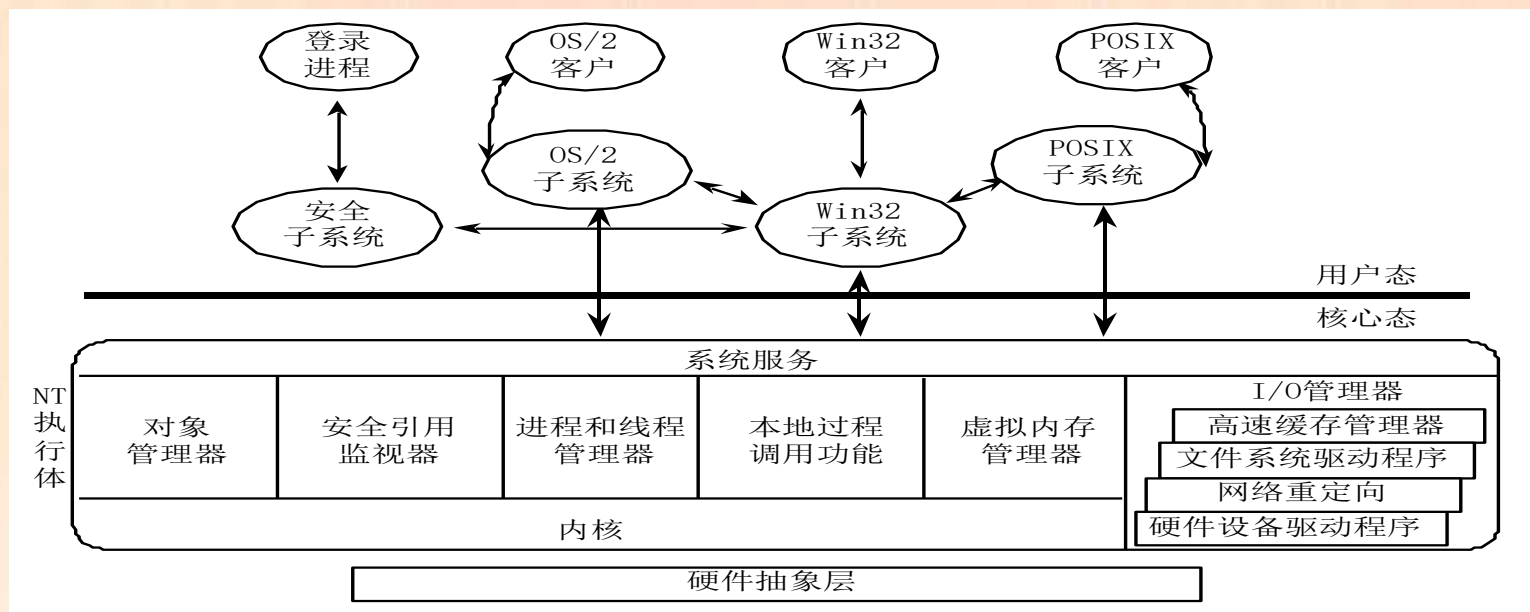 登录
进程
OS/2
客户
Win32
客户
POSIX
客户
OS/2
子系统
POSIX
子系统
安全
子系统
Win32
子系统
用户态
核心态
系统服务
NT
执
行
体
对象
管理器
安全引用
监视器
进程和线程
管理器
本地过程
调用功能
虚拟内存
管理器
I/O管理器
高速缓存管理器
文件系统驱动程序
网络重定向
硬件设备驱动程序
内核
硬件抽象层